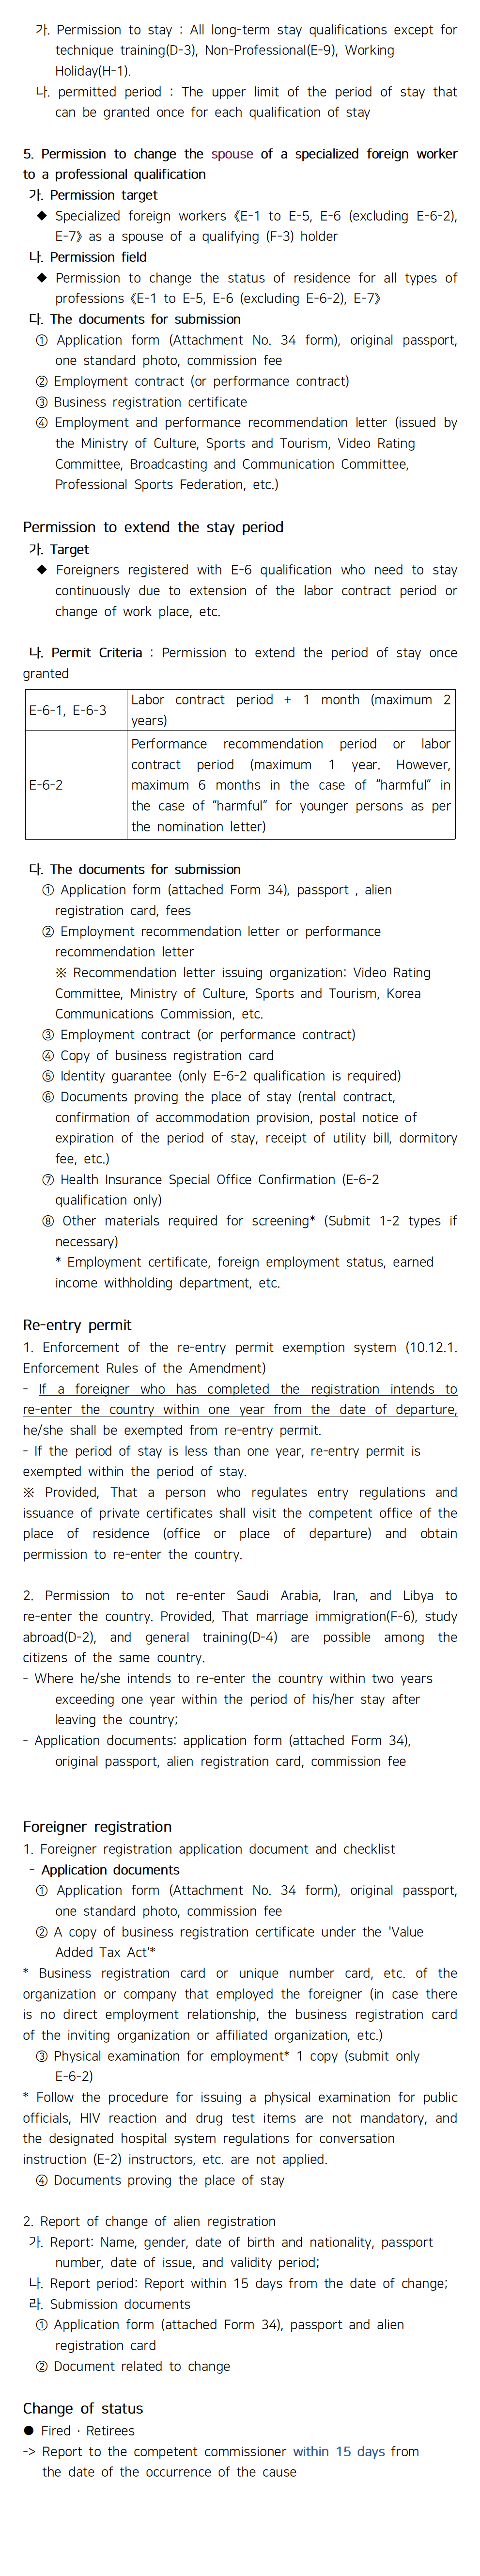 가. Permission to stay : All long-term stay qualifications except for
technique training(D-3), Non-Professional(E-9), Working
Holiday(H-1).
나. permitted period : The upper limit of the period of stay that
can be granted once for each qualification of stay
5. Permission to change the spouse of a specialized foreign worker
to a professional qualification
가. Permission target
◆ Specialized foreign workers《E-1 to E-5, E-6 (excluding E-6-2),
E-7》as a spouse of a qualifying (F-3) holder
나. Permission field
◆ Permission to change the status of residence for all types of
professions《E-1 to E-5, E-6 (excluding E-6-2), E-7》
다. The documents for submission
① Application form (Attachment No. 34 form), original passport,
one standard photo, commission fee
② Employment contract (or performance contract)
③ Business registration certificate
④ Employment and performance recommendation letter (issued by
the Ministry of Culture, Sports and Tourism, Video Rating
Committee, Broadcasting and Communication Committee,
Professional Sports Federation, etc.)
Permission to extend the stay period
가. Target
◆ Foreigners registered with E-6 qualification who need to stay
continuously due to extension of the labor contract period or
change of work place, etc.
나. Permit Criteria : Permission to extend the period of stay once
granted
E-6-1, E-6-3
Labor contract period + 1 month (maximum 2
years)
E-6-2
Performance recommendation period or labor
contract period (maximum 1 year. However,
maximum 6 months in the case of "harmful" in
the case of "harmful" for younger persons as per
the nomination letter)
다. The documents for submission
① Application form (attached Form 34), passport , alien
registration card, fees
② Employment recommendation letter or performance
recommendation letter
※ Recommendation letter issuing organization: Video Rating
Committee, Ministry of Culture, Sports and Tourism, Korea
Communications Commission, etc.
③ Employment contract (or performance contract)
④ Copy of business registration card
⑤ Identity guarantee (only E-6-2 qualification is required)
⑥ Documents proving the place of stay (rental contract,
confirmation of accommodation provision, postal notice of
expiration of the period of stay, receipt of utility bill, dormitory
fee, etc.)
⑦ Health Insurance Special Office Confirmation (E-6-2
qualification only)
⑧ Other materials required for screening* (Submit 1-2 types if
necessary)
* Employment certificate, foreign employment status, earned
income withholding department, etc.
Re-entry permit
1. Enforcement of the re-entry permit exemption system (10.12.1.
Enforcement Rules of the Amendment)
- If a foreigner who has completed the registration intends to
re-enter the country within one year from the date of departure,
he/she shall be exempted from re-entry permit.
- If the period of stay is less than one year, re-entry permit is
exempted within the period of stay.
※ Provided, That a person who regulates entry regulations and
issuance of private certificates shall visit the competent office of the
place of residence (office or place of departure) and obtain
permission to re-enter the country.
2. Permission to not re-enter Saudi Arabia, Iran, and Libya to
re-enter the country. Provided, That marriage immigration(F-6), study
abroad(D-2), and general training(D-4) are possible among the
citizens of the same country.
- Where he/she intends to re-enter the country within two years
exceeding one year within the period of his/her stay after
leaving the country;
- Application documents: application form (attached Form 34),
original passport, alien registration card, commission fee
Foreigner registration
1. Foreigner registration application document and checklist
- Application documents
① Application form (Attachment No. 34 form), original passport,
one standard photo, commission fee
② A copy of business registration certificate under the 'Value
Added Tax Act'*
* Business registration card or unique number card, etc. of the
organization or company that employed the foreigner (in case there
is no direct employment relationship, the business registration card
of the inviting organization or affiliated organization, etc.)
③ Physical examination for employment* 1 copy (submit only
E-6-2)
* Follow the procedure for issuing a physical examination for public
officials, HIV reaction and drug test items are not mandatory, and
the designated hospital system regulations for conversation
instruction (E-2) instructors, etc. are not applied.
④ Documents proving the place of stay
2. Report of change of alien registration
가. Report: Name, gender, date of birth and nationality, passport
number, date of issue, and validity period;
나. Report period: Report within 15 days from the date of change;
라. Submission documents
① Application form (attached Form 34), passport and alien
registration card
② Document related to change
Change of status
● Fired · Retirees
-> Report to the competent commissioner within 15 days from
the date of the occurrence of the cause